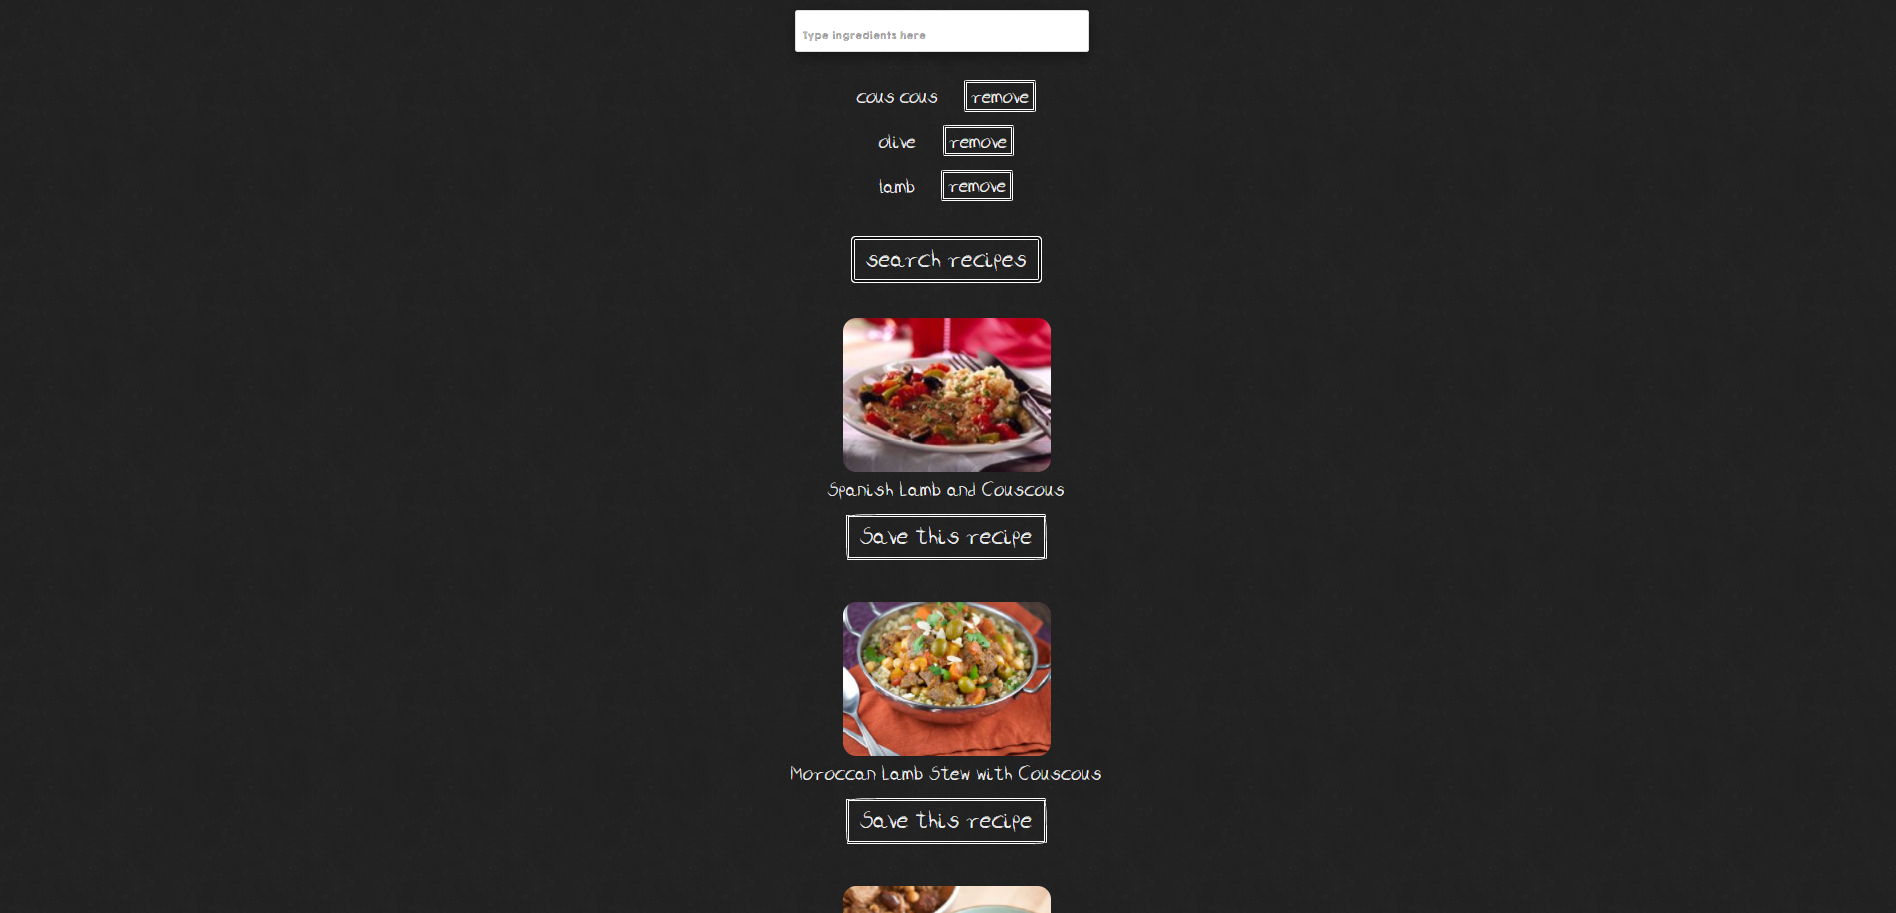 Type ingredients here
cous cous remove
olive remove
lamb remove
search recipes
Spanish Lamb and Couscous
Save this recipe
Moroccan Lamb Stew with Couscous
Save this recipe